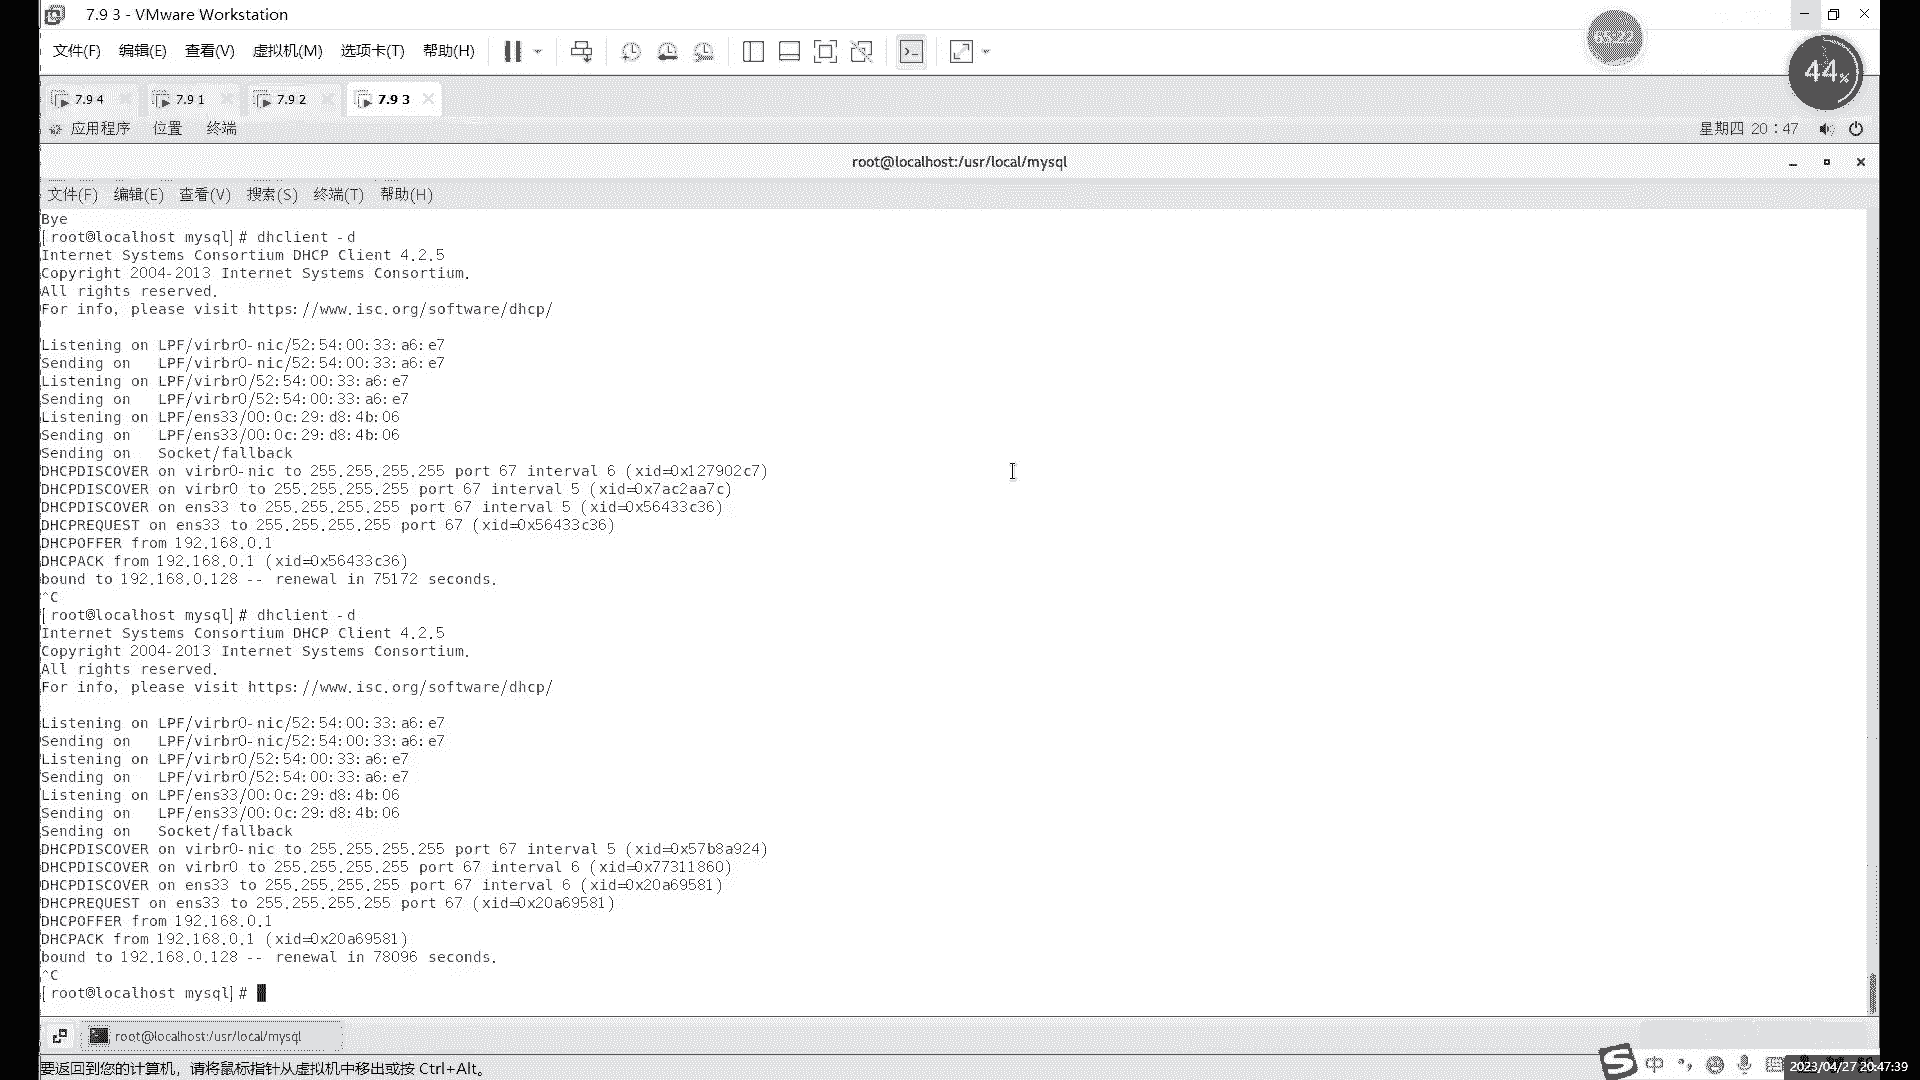 7.9 3 - VMware Workstation
文件(F) 编辑(E) 查看(V) 虚拟机(M) 选项卡(T) 帮助(H)
44%
7.9 4 7.9 1 7.9 2 7.9 3
应用程序 位置 终端 星期四 20：47
root@localhost:/usr/local/mysql
文件(F) 编辑(E) 查看(V) 搜索(S) 终端(T) 帮助(H)
Bye
[root@localhost mysql]# dhclient -d
Internet Systems Consortium DHCP Client 4.2.5
Copyright 2004-2013 Internet Systems Consortium.
All rights reserved.
For info, please visit https://www.isc.org/software/dhcp/
Listening on LPF/virbr0-nic/52:54:00:33:a6:e7
Sending on   LPF/virbr0-nic/52:54:00:33:a6:e7
Listening on LPF/virbr0/52:54:00:33:a6:e7
Sending on   LPF/virbr0/52:54:00:33:a6:e7
Listening on LPF/ens33/00:0c:29:d8:4b:06
Sending on   LPF/ens33/00:0c:29:d8:4b:06
Sending on   Socket/fallback
DHCPDISCOVER on virbr0-nic to 255.255.255.255 port 67 interval 6 (xid=0x127902c7)
DHCPDISCOVER on virbr0 to 255.255.255.255 port 67 interval 5 (xid=0x7ac2aa7c)
DHCPDISCOVER on ens33 to 255.255.255.255 port 67 interval 5 (xid=0x56433c36)
DHCPREQUEST on ens33 to 255.255.255.255 port 67 (xid=0x56433c36)
DHCPOFFER from 192.168.0.1
DHCPACK from 192.168.0.1 (xid=0x56433c36)
bound to 192.168.0.128 -- renewal in 75172 seconds.
^C
[root@localhost mysql]# dhclient -d
Internet Systems Consortium DHCP Client 4.2.5
Copyright 2004-2013 Internet Systems Consortium.
All rights reserved.
For info, please visit https://www.isc.org/software/dhcp/
Listening on LPF/virbr0-nic/52:54:00:33:a6:e7
Sending on   LPF/virbr0-nic/52:54:00:33:a6:e7
Listening on LPF/virbr0/52:54:00:33:a6:e7
Sending on   LPF/virbr0/52:54:00:33:a6:e7
Listening on LPF/ens33/00:0c:29:d8:4b:06
Sending on   LPF/ens33/00:0c:29:d8:4b:06
Sending on   Socket/fallback
DHCPDISCOVER on virbr0-nic to 255.255.255.255 port 67 interval 5 (xid=0x57b8a924)
DHCPDISCOVER on virbr0 to 255.255.255.255 port 67 interval 6 (xid=0x77311860)
DHCPDISCOVER on ens33 to 255.255.255.255 port 67 interval 6 (xid=0x20a69581)
DHCPREQUEST on ens33 to 255.255.255.255 port 67 (xid=0x20a69581)
DHCPOFFER from 192.168.0.1
DHCPACK from 192.168.0.1 (xid=0x20a69581)
bound to 192.168.0.128 -- renewal in 78096 seconds.
^C
[root@localhost mysql]#
root@localhost:/usr/local/mysql
要返回到您的计算机，请将鼠标指针从虚拟机中移出或按 Ctrl+Alt。
中
2023/04/27 20:47:39